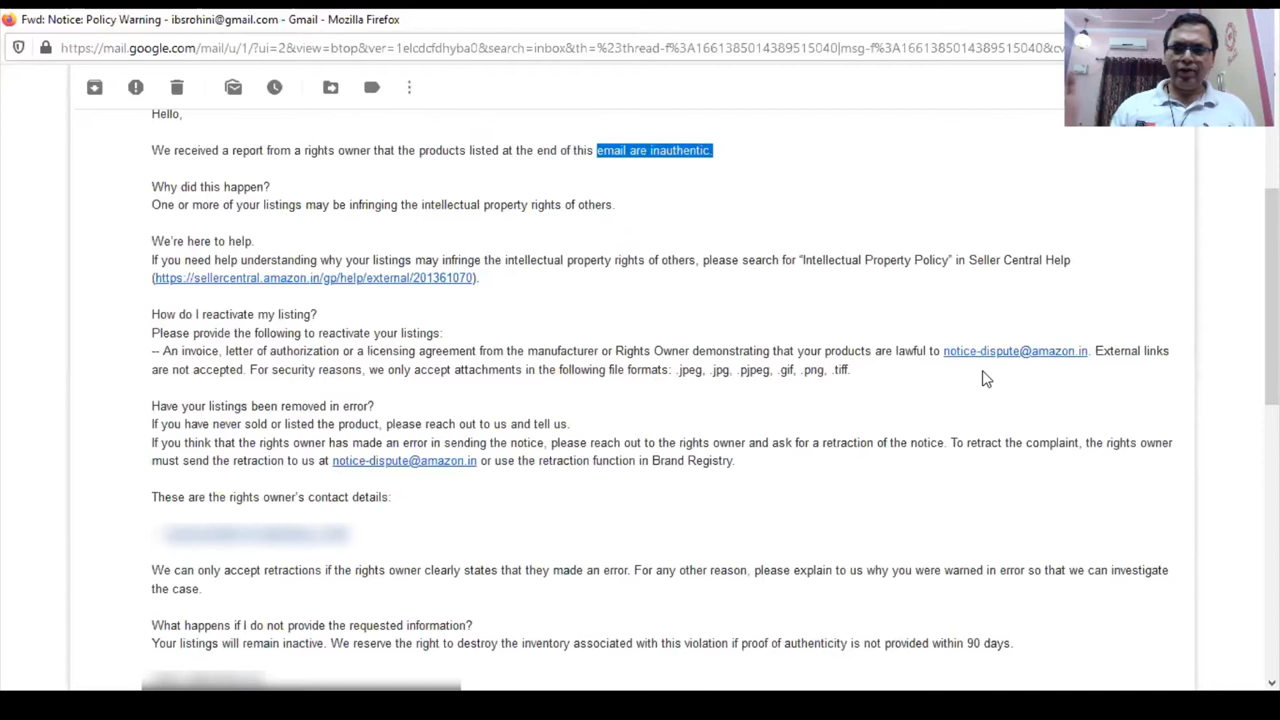 Fwd: Notice: Policy Warning - ibsrohini@gmail.com - Gmail - Mozilla Firefox
https://mail.google.com/mail/u/1/?ui=2&view=btop&ver=1elcdcfdhyba0&search=inbox&th=%23thread-f%3A1661385014389515040|msg-f%3A1661385014389515040&cv
Hello,
We received a report from a rights owner that the products listed at the end of this email are inauthentic.
Why did this happen?
One or more of your listings may be infringing the intellectual property rights of others.
We're here to help.
If you need help understanding why your listings may infringe the intellectual property rights of others, please search for “Intellectual Property Policy” in Seller Central Help
(https://sellercentral.amazon.in/gp/help/external/201361070).
How do I reactivate my listing?
Please provide the following to reactivate your listings:
-- An invoice, letter of authorization or a licensing agreement from the manufacturer or Rights Owner demonstrating that your products are lawful to notice-dispute@amazon.in. External links
are not accepted. For security reasons, we only accept attachments in the following file formats: .jpeg, .jpg, .pjpeg, .gif, .png, .tiff.
Have your listings been removed in error?
If you have never sold or listed the product, please reach out to us and tell us.
If you think that the rights owner has made an error in sending the notice, please reach out to the rights owner and ask for a retraction of the notice. To retract the complaint, the rights owner
must send the retraction to us at notice-dispute@amazon.in or use the retraction function in Brand Registry.
These are the rights owner's contact details:
We can only accept retractions if the rights owner clearly states that they made an error. For any other reason, please explain to us why you were warned in error so that we can investigate
the case.
What happens if I do not provide the requested information?
Your listings will remain inactive. We reserve the right to destroy the inventory associated with this violation if proof of authenticity is not provided within 90 days.